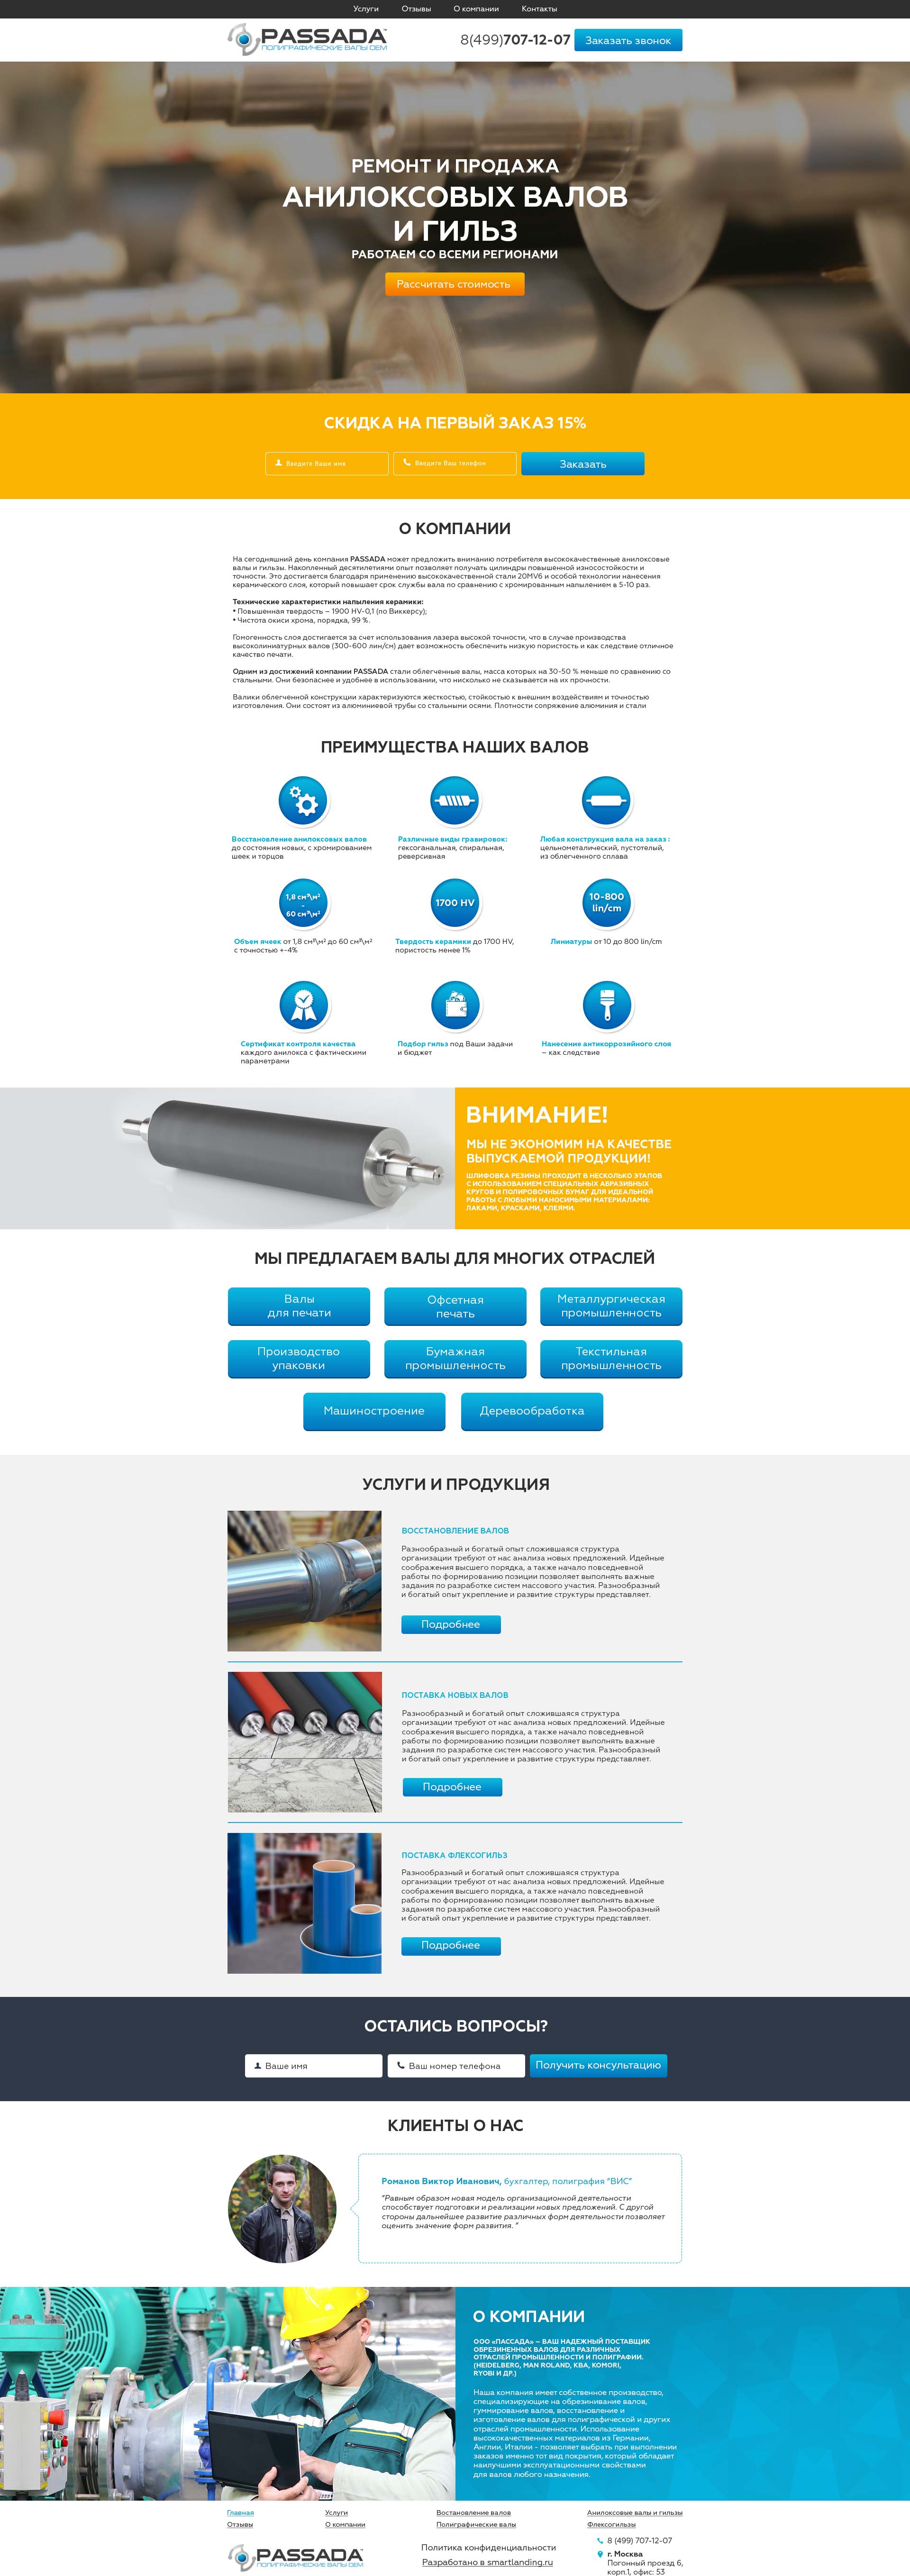 Услуги Отзывы О компании Контакты
PASSADA™
ПОЛИГРАФИЧЕСКИЕ ВАЛЫ OEM
8(499)707-12-07
Заказать звонок
РЕМОНТ И ПРОДАЖА
АНИЛОКСОВЫХ ВАЛОВ
И ГИЛЬЗ
РАБОТАЕМ СО ВСЕМИ РЕГИОНАМИ
Рассчитать стоимость
СКИДКА НА ПЕРВЫЙ ЗАКАЗ 15%
Введите Ваше имя
Введите Ваш телефон
Заказать
О КОМПАНИИ
На сегодняшний день компания PASSADA может предложить вниманию потребителя высококачественные анилоксовые
валы и гильзы. Накопленный десятилетиями опыт позволяет получать цилиндры повышенной износостойкости и
точности. Это достигается благодаря применению высококачественной стали 20MV6 и особой технологии нанесения
керамического слоя, который повышает срок службы вала по сравнению с хромированным напылением в 5-10 раз.
Технические характеристики напыления керамики:
• Повышенная твердость – 1900 HV-0,1 (по Виккерсу);
• Чистота окиси хрома, порядка, 99 %.
Гомогенность слоя достигается за счет использования лазера высокой точности, что в случае производства
высоколиниатурных валов (300-600 лин/см) дает возможность обеспечить низкую пористость и как следствие отличное
качество печати.
Одним из достижений компании PASSADA стали облегченные валы, масса которых на 30-50 % меньше по сравнению со
стальными. Они безопаснее и удобнее в использовании, что нисколько не сказывается на их прочности.
Валики облегченной конструкции характеризуются жесткостью, стойкостью к внешним воздействиям и точностью
изготовления. Они состоят из алюминиевой трубы со стальными осями. Плотности сопряжение алюминия и стали
ПРЕИМУЩЕСТВА НАШИХ ВАЛОВ
Восстановление анилоксовых валов
до состояния новых, с хромированием
шеек и торцов
Различные виды гравировок:
гексоганальная, спиральная,
реверсивная
Любая конструкция вала на заказ :
цельнометалический, пустотелый,
из облегченного сплава
1,8 см³\м²
-
60 см³\м²
1700 HV
10-800
lin/cm
Объем ячеек от 1,8 см³\м² до 60 см³\м²
с точностью +-4%
Твердость керамики до 1700 HV,
пористость менее 1%
Линиатуры от 10 до 800 lin/cm
Сертификат контроля качества
каждого анилокса с фактическими
параметрами
Подбор гильз под Ваши задачи
и бюджет
Нанесение антикоррозийного слоя
– как следствие
ВНИМАНИЕ!
МЫ НЕ ЭКОНОМИМ НА КАЧЕСТВЕ
ВЫПУСКАЕМОЙ ПРОДУКЦИИ!
ШЛИФОВКА РЕЗИНЫ ПРОХОДИТ В НЕСКОЛЬКО ЭТАПОВ
С ИСПОЛЬЗОВАНИЕМ СПЕЦИАЛЬНЫХ АБРАЗИВНЫХ
КРУГОВ И ПОЛИРОВОЧНЫХ БУМАГ ДЛЯ ИДЕАЛЬНОЙ
РАБОТЫ С ЛЮБЫМИ НАНОСИМЫМИ МАТЕРИАЛАМИ:
ЛАКАМИ, КРАСКАМИ, КЛЕЯМИ.
МЫ ПРЕДЛАГАЕМ ВАЛЫ ДЛЯ МНОГИХ ОТРАСЛЕЙ
Валы
для печати
Офсетная
печать
Металлургическая
промышленность
Производство
упаковки
Бумажная
промышленность
Текстильная
промышленность
Машиностроение
Деревообработка
УСЛУГИ И ПРОДУКЦИЯ
ВОССТАНОВЛЕНИЕ ВАЛОВ
Разнообразный и богатый опыт сложившаяся структура
организации требуют от нас анализа новых предложений. Идейные
соображения высшего порядка, а также начало повседневной
работы по формированию позиции позволяет выполнять важные
задания по разработке систем массового участия. Разнообразный
и богатый опыт укрепление и развитие структуры представляет.
Подробнее
ПОСТАВКА НОВЫХ ВАЛОВ
Разнообразный и богатый опыт сложившаяся структура
организации требуют от нас анализа новых предложений. Идейные
соображения высшего порядка, а также начало повседневной
работы по формированию позиции позволяет выполнять важные
задания по разработке систем массового участия. Разнообразный
и богатый опыт укрепление и развитие структуры представляет.
Подробнее
ПОСТАВКА ФЛЕКСОГИЛЬЗ
Разнообразный и богатый опыт сложившаяся структура
организации требуют от нас анализа новых предложений. Идейные
соображения высшего порядка, а также начало повседневной
работы по формированию позиции позволяет выполнять важные
задания по разработке систем массового участия. Разнообразный
и богатый опыт укрепление и развитие структуры представляет.
Подробнее
ОСТАЛИСЬ ВОПРОСЫ?
Ваше имя
Ваш номер телефона
Получить консультацию
КЛИЕНТЫ О НАС
Романов Виктор Иванович, бухгалтер, полиграфия "ВИС"
"Равным образом новая модель организационной деятельности
способствует подготовки и реализации новых предложений. С другой
стороны дальнейшее развитие различных форм деятельности позволяет
оценить значение форм развития. "
О КОМПАНИИ
ООО «ПАССАДА» – ВАШ НАДЕЖНЫЙ ПОСТАВЩИК
ОБРЕЗИНЕННЫХ ВАЛОВ ДЛЯ РАЗЛИЧНЫХ
ОТРАСЛЕЙ ПРОМЫШЛЕННОСТИ И ПОЛИГРАФИИ.
(HEIDELBERG, MAN ROLAND, KBA, KOMORI,
RYOBI И ДР.)
Наша компания имеет собственное производство,
специализирующие на обрезинивание валов,
гуммирование валов, восстановление и
изготовление валов для полиграфической и других
отраслей промышленности. Использование
высококачественных материалов из Германии,
Англии, Италии - позволяет выбрать при выполнении
заказов именно тот вид покрытия, который обладает
наилучшими эксплуатационными свойствами
для валов любого назначения.
Главная Услуги Востановление валов Анилоксовые валы и гильзы
Отзывы О компании Полиграфические валы Флексогильзы
PASSADA™
ПОЛИГРАФИЧЕСКИЕ ВАЛЫ OEM
Политика конфиденциальности
Разработано в smartlanding.ru
8 (499) 707-12-07
г. Москва
Погонный проезд 6,
корп.1, офис: 53